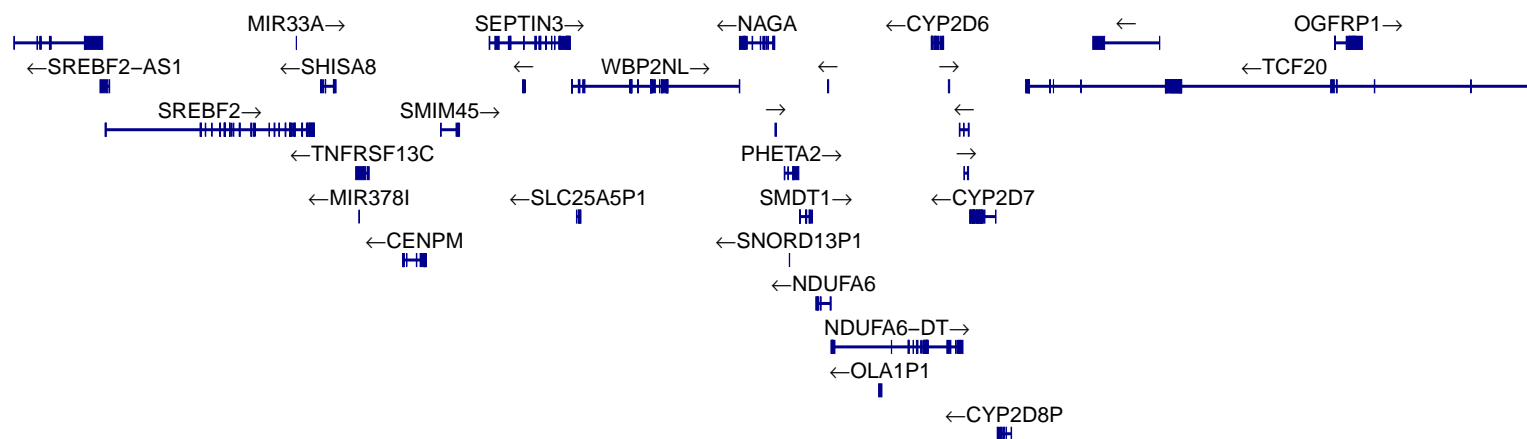 MIR33A→ SEPTIN3→ ←NAGA ←CYP2D6 ← OGFRP1→
←SREBF2−AS1 ←SHISA8 ← WBP2NL→ ← → ←TCF20
SREBF2→ SMIM45→ → ←
←TNFRSF13C PHETA2→ →
←MIR378I ←SLC25A5P1 SMDT1→ ←CYP2D7
←CENPM ←SNORD13P1
←NDUFA6
NDUFA6−DT→
←OLA1P1
←CYP2D8P